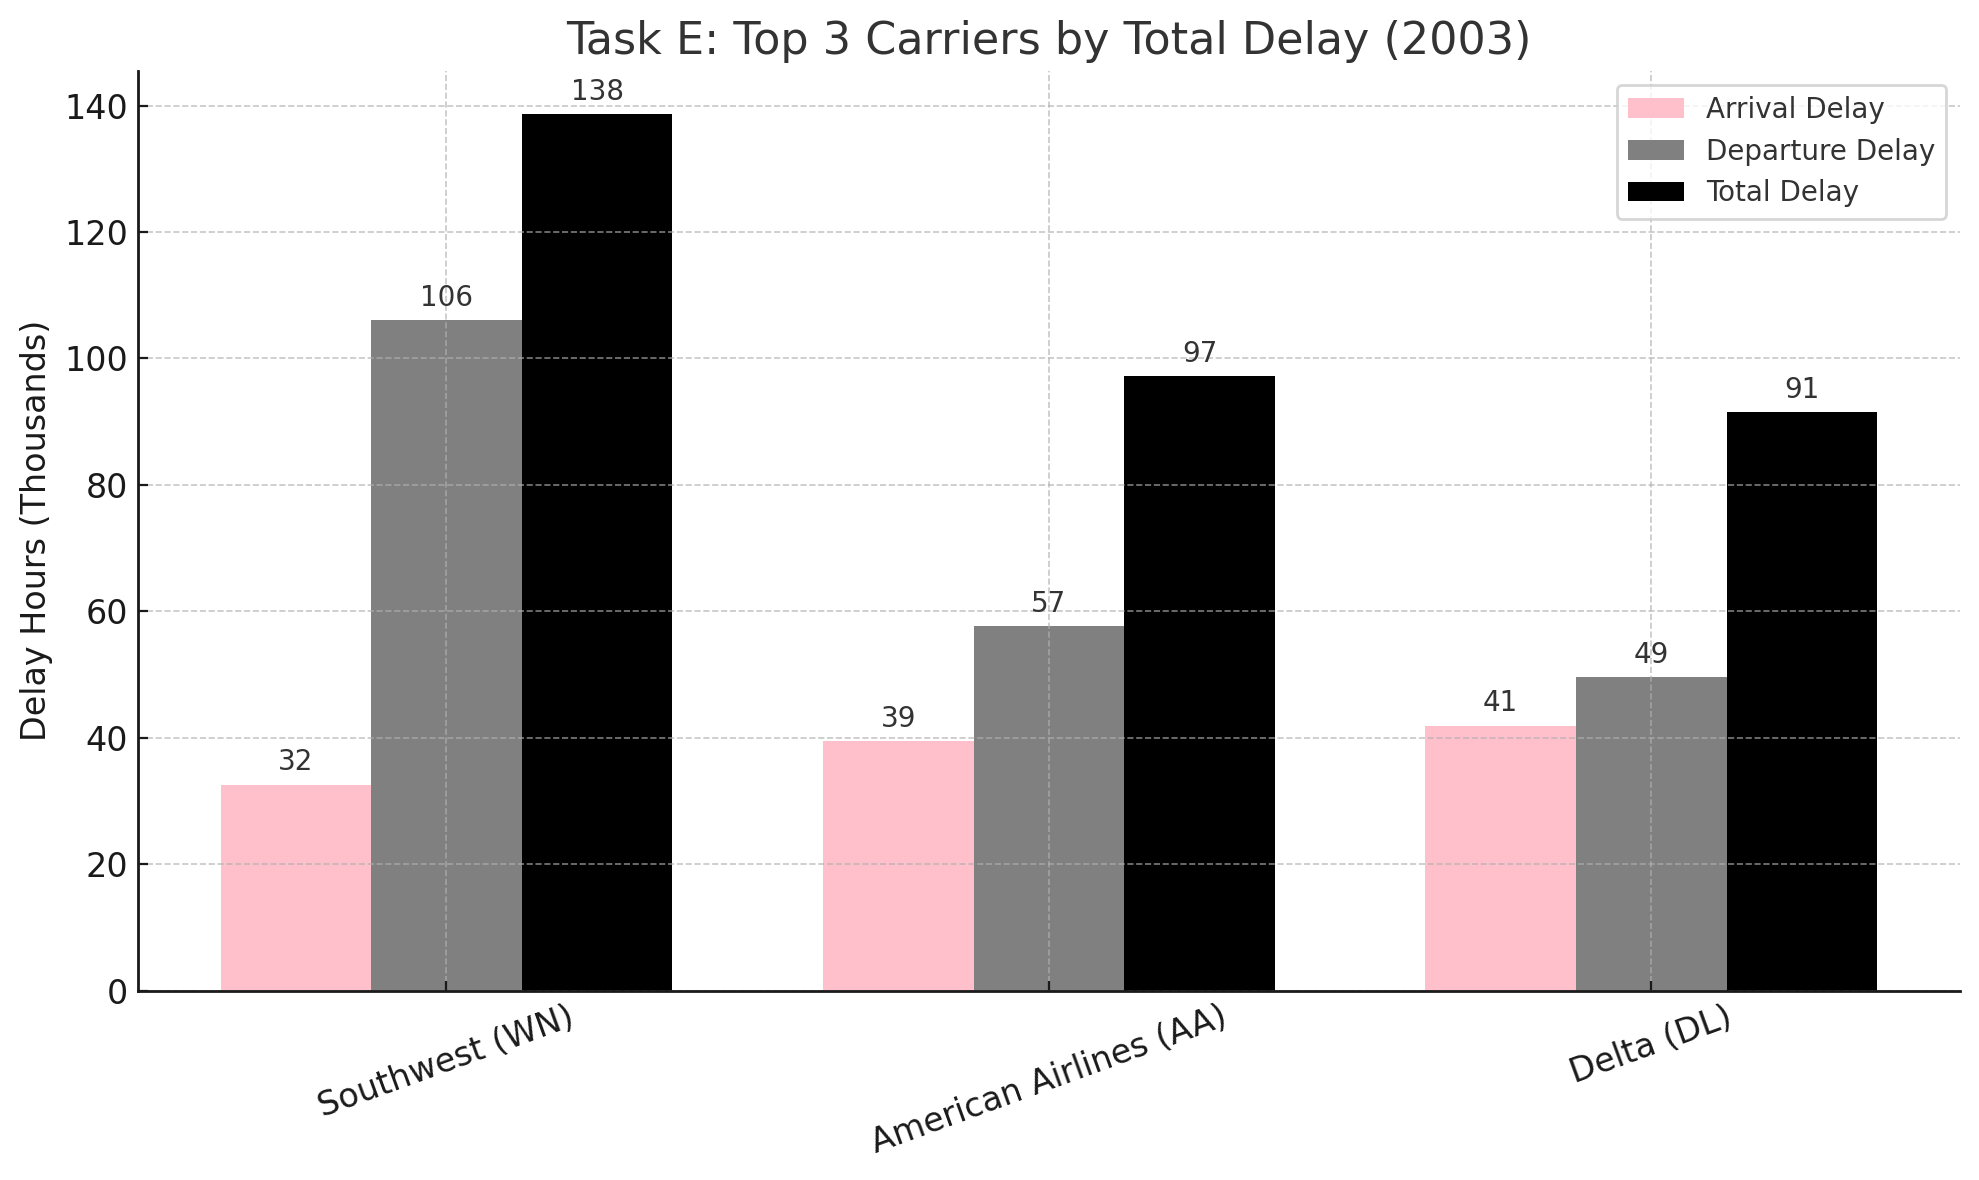 Task E: Top 3 Carriers by Total Delay (2003)
Delay Hours (Thousands)
140
120
100
80
60
40
20
0
138
106
32
97
57
39
91
49
41
Arrival Delay
Departure Delay
Total Delay
Southwest (WN)
American Airlines (AA)
Delta (DL)